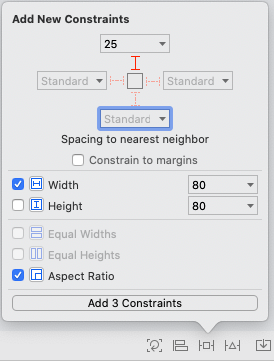 Add New Constraints
25
Standard Standard
Standard
Spacing to nearest neighbor
Constrain to margins
Width 80
Height 80
Equal Widths
Equal Heights
Aspect Ratio
Add 3 Constraints